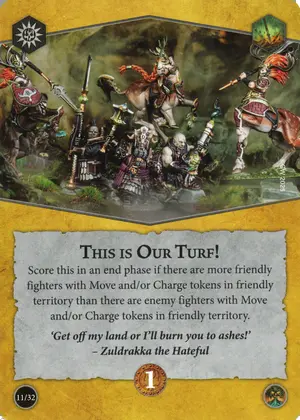 THIS IS OUR TURF!
Score this in an end phase if there are more friendly
fighters with Move and/or Charge tokens in friendly
territory than there are enemy fighters with Move
and/or Charge tokens in friendly territory.
‘Get off my land or I’ll burn you to ashes!’
– Zuldrakka the Hateful
1
11/32